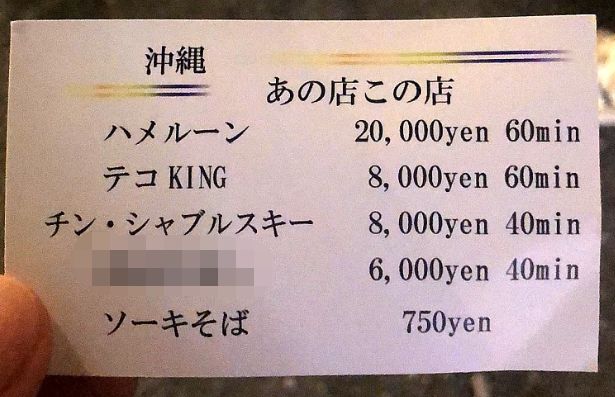 沖縄
あの店この店
ハメルーン 20,000yen 60min
テコKING 8,000yen 60min
チン・シャブルスキー 8,000yen 40min
6,000yen 40min
ソーキそば 750yen